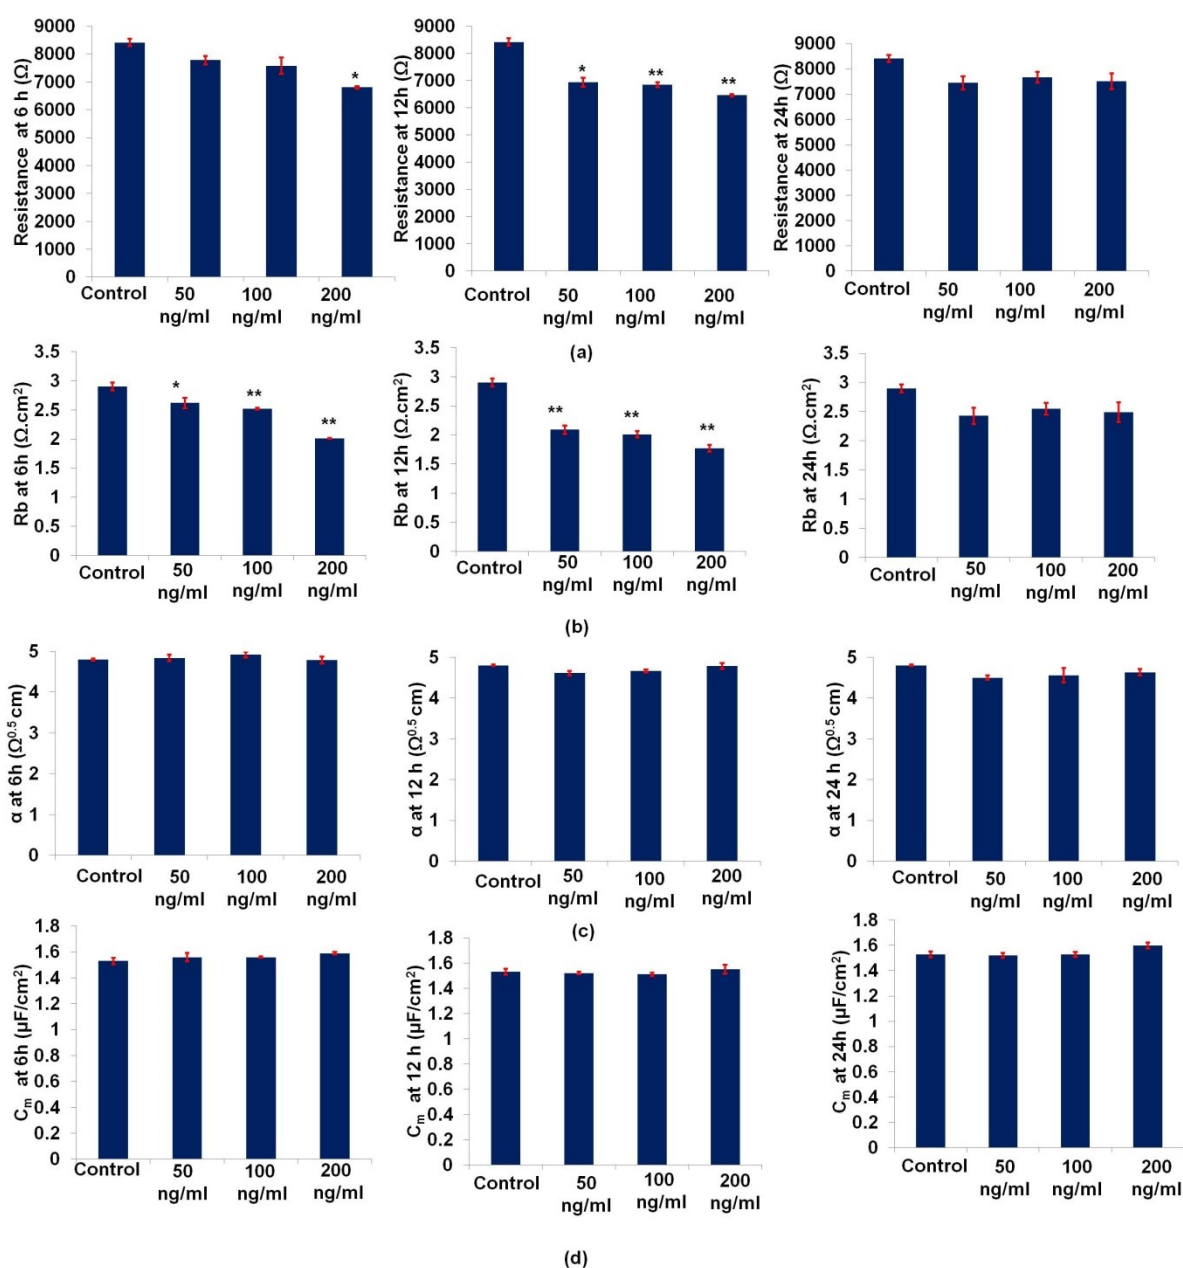 Resistance at 6 h (Ω)
9000
8000
7000
6000
5000
4000
3000
2000
1000
0
*
Control 50 100 200
ng/ml ng/ml ng/ml
Resistance at 12h (Ω)
9000
8000
7000
6000
5000
4000
3000
2000
1000
0
* ** **
Control 50 100 200
ng/ml ng/ml ng/ml
Resistance at 24h (Ω)
9000
8000
7000
6000
5000
4000
3000
2000
1000
0
Control 50 100 200
ng/ml ng/ml ng/ml
(a)
Rb at 6h (Ω.cm²)
3.5
3
2.5
2
1.5
1
0.5
0
* ** **
Control 50 100 200
ng/ml ng/ml ng/ml
Rb at 12h (Ω.cm²)
3.5
3
2.5
2
1.5
1
0.5
0
** ** **
Control 50 100 200
ng/ml ng/ml ng/ml
Rb at 24h (Ω.cm²)
3.5
3
2.5
2
1.5
1
0.5
0
Control 50 100 200
ng/ml ng/ml ng/ml
(b)
α at 6h (Ω⁰·⁵ cm)
5
4
3
2
1
0
Control 50 100 200
ng/ml ng/ml ng/ml
α at 12 h (Ω⁰·⁵ cm)
5
4
3
2
1
0
Control 50 100 200
ng/ml ng/ml ng/ml
α at 24 h (Ω⁰·⁵ cm)
5
4
3
2
1
0
Control 50 100 200
ng/ml ng/ml ng/ml
(c)
Cₘ at 6h (µF/cm²)
1.8
1.6
1.4
1.2
1
0.8
0.6
0.4
0.2
0
Control 50 100 200
ng/ml ng/ml ng/ml
Cₘ at 12 h (µF/cm²)
1.8
1.6
1.4
1.2
1
0.8
0.6
0.4
0.2
0
Control 50 100 200
ng/ml ng/ml ng/ml
Cₘ at 24h (µF/cm²)
1.8
1.6
1.4
1.2
1
0.8
0.6
0.4
0.2
0
Control 50 100 200
ng/ml ng/ml ng/ml
(d)